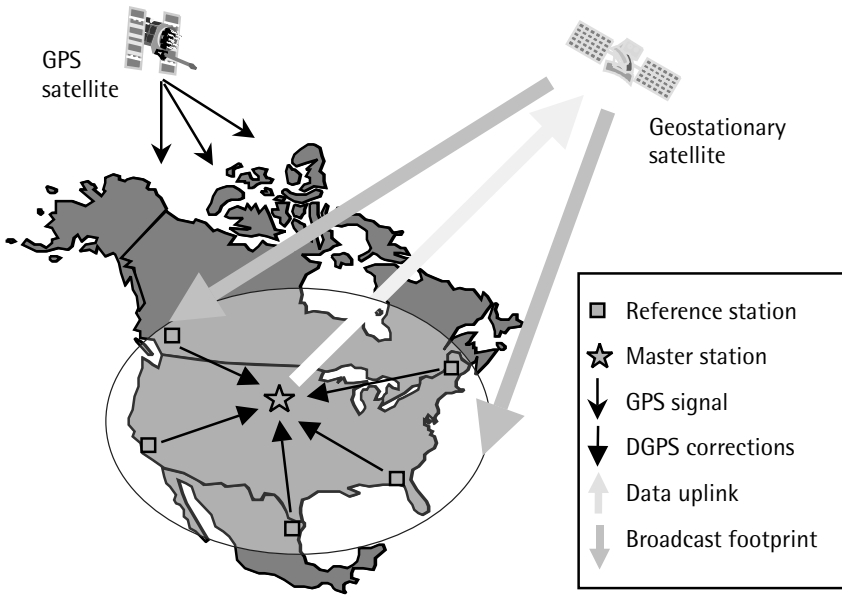 GPS
satellite
Geostationary
satellite
Reference station
Master station
GPS signal
DGPS corrections
Data uplink
Broadcast footprint